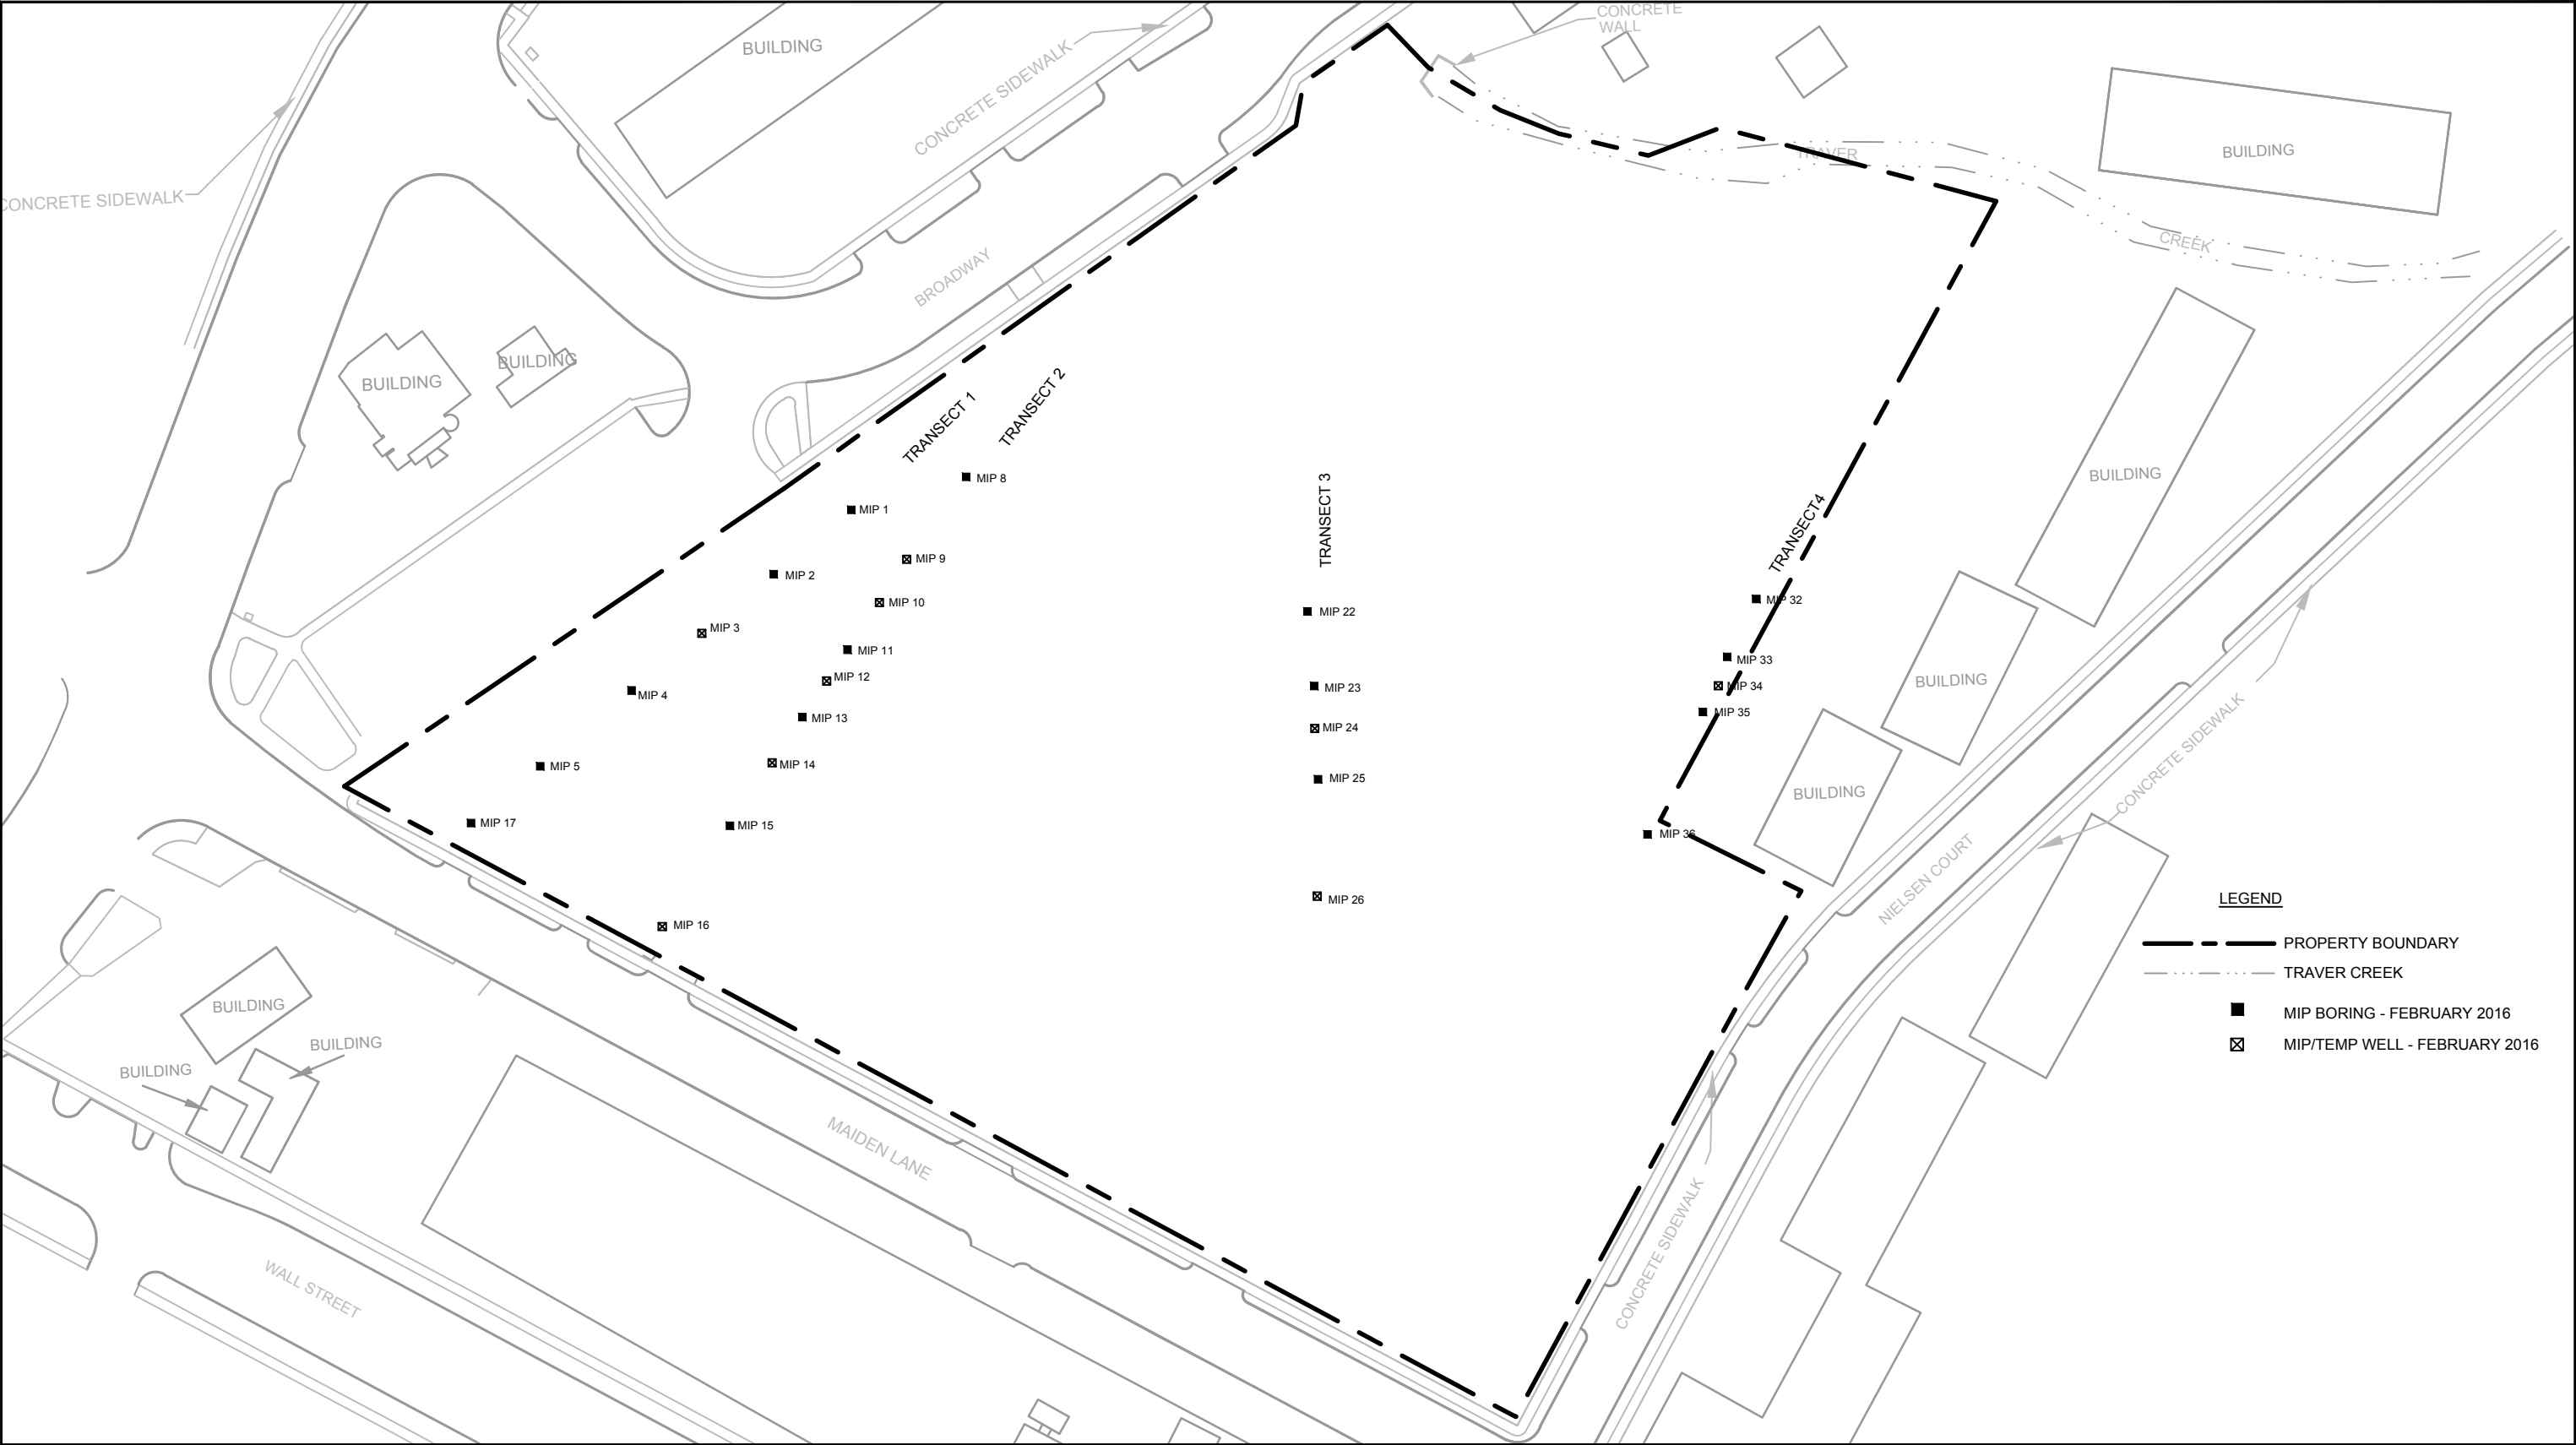 CONCRETE
WALL
BUILDING
CONCRETE SIDEWALK
BUILDING
TRAVER
CONCRETE SIDEWALK
CREEK
BROADWAY
BUILDING
BUILDING
TRANSECT 1
TRANSECT 2
TRANSECT 3
TRANSECT4
BUILDING
MIP 8
MIP 1
MIP 9
MIP 2
MIP 10
MIP 3
MIP 11
MIP 12
MIP 4
MIP 13
MIP 14
MIP 5
MIP 17
MIP 15
MIP 16
MIP 22
MIP 23
MIP 24
MIP 25
MIP 26
MIP 32
MIP 33
MIP 34
MIP 35
MIP 36
BUILDING
BUILDING
CONCRETE SIDEWALK
NIELSEN COURT
LEGEND
PROPERTY BOUNDARY
TRAVER CREEK
MIP BORING - FEBRUARY 2016
MIP/TEMP WELL - FEBRUARY 2016
BUILDING
BUILDING
BUILDING
MAIDEN LANE
CONCRETE SIDEWALK
WALL STREET